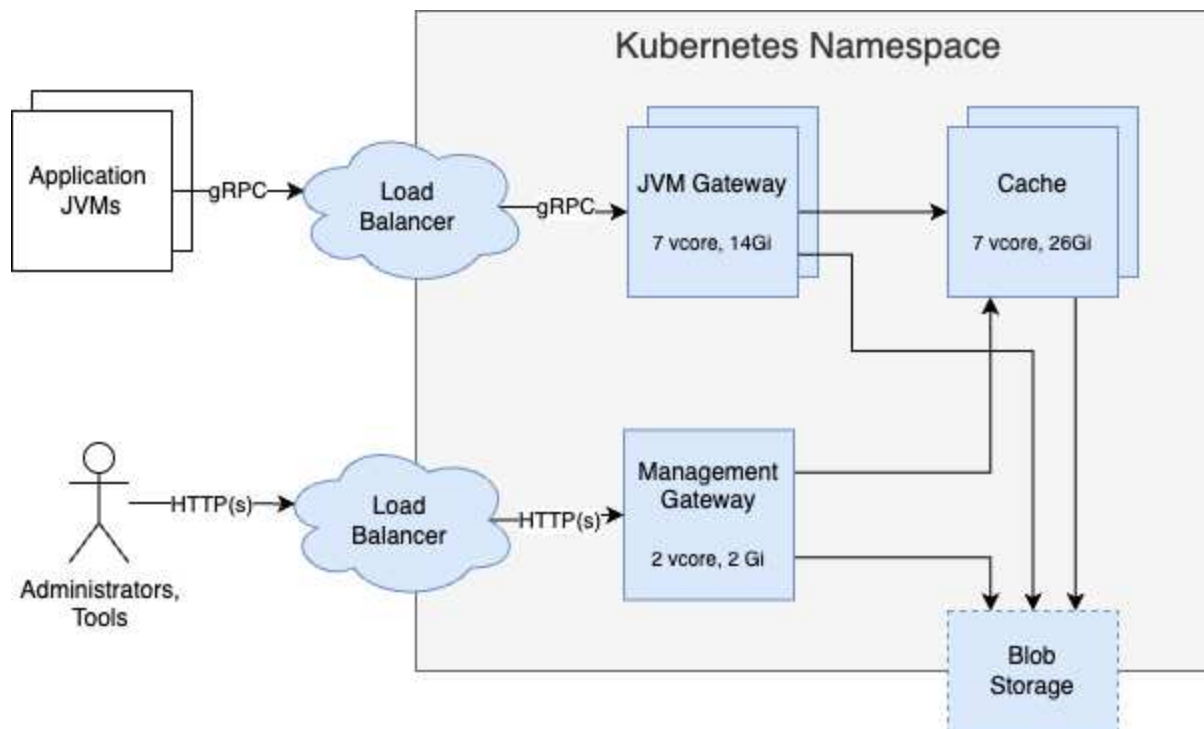 Kubernetes Namespace
Application
JVMs
gRPC
Load
Balancer
gRPC
JVM Gateway
7 vcore, 14Gi
Cache
7 vcore, 26Gi
Administrators,
Tools
HTTP(s)
Load
Balancer
HTTP(s)
Management
Gateway
2 vcore, 2 Gi
Blob
Storage